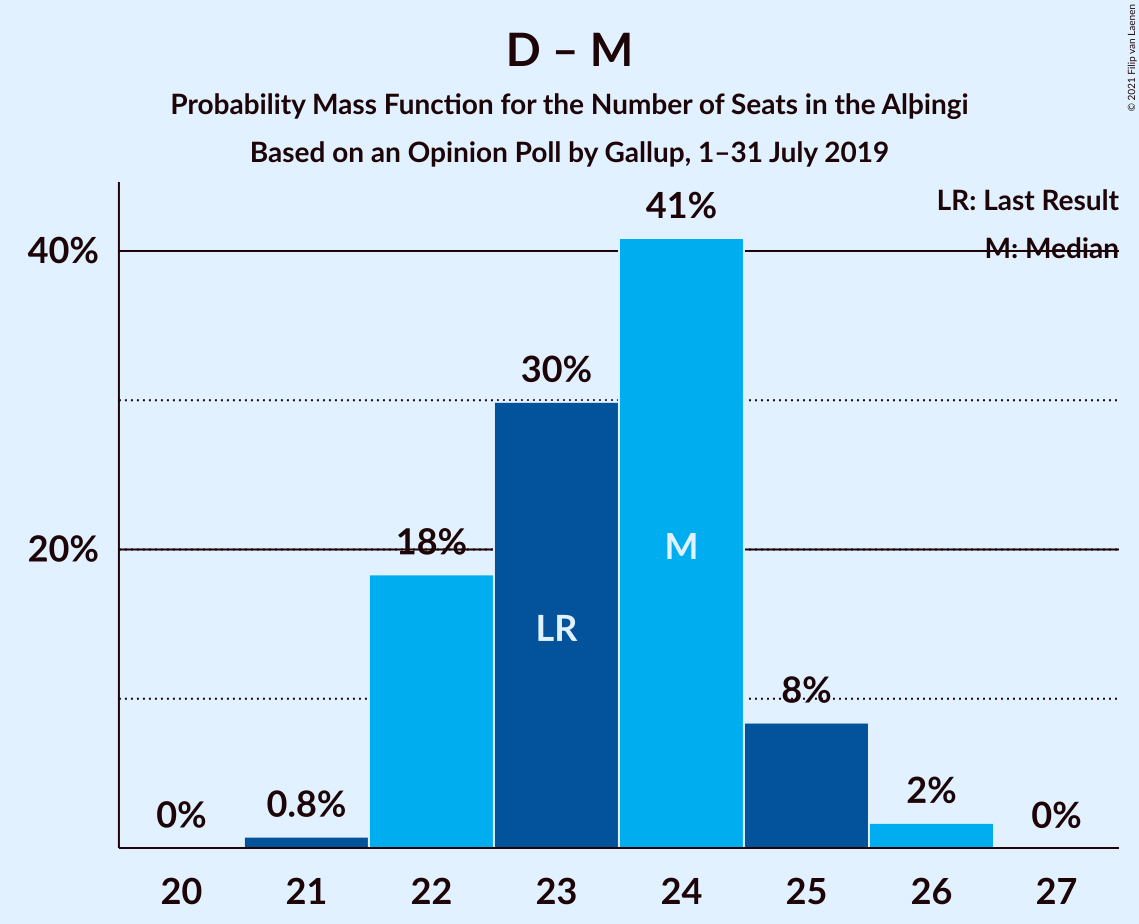 D – M
Probability Mass Function for the Number of Seats in the Alþingi
Based on an Opinion Poll by Gallup, 1–31 July 2019
© 2021 Filip van Laenen
LR: Last Result
M: Median
40%
20%
0%
0.8%
18%
30%
41%
8%
2%
0%
LR
M
20 21 22 23 24 25 26 27